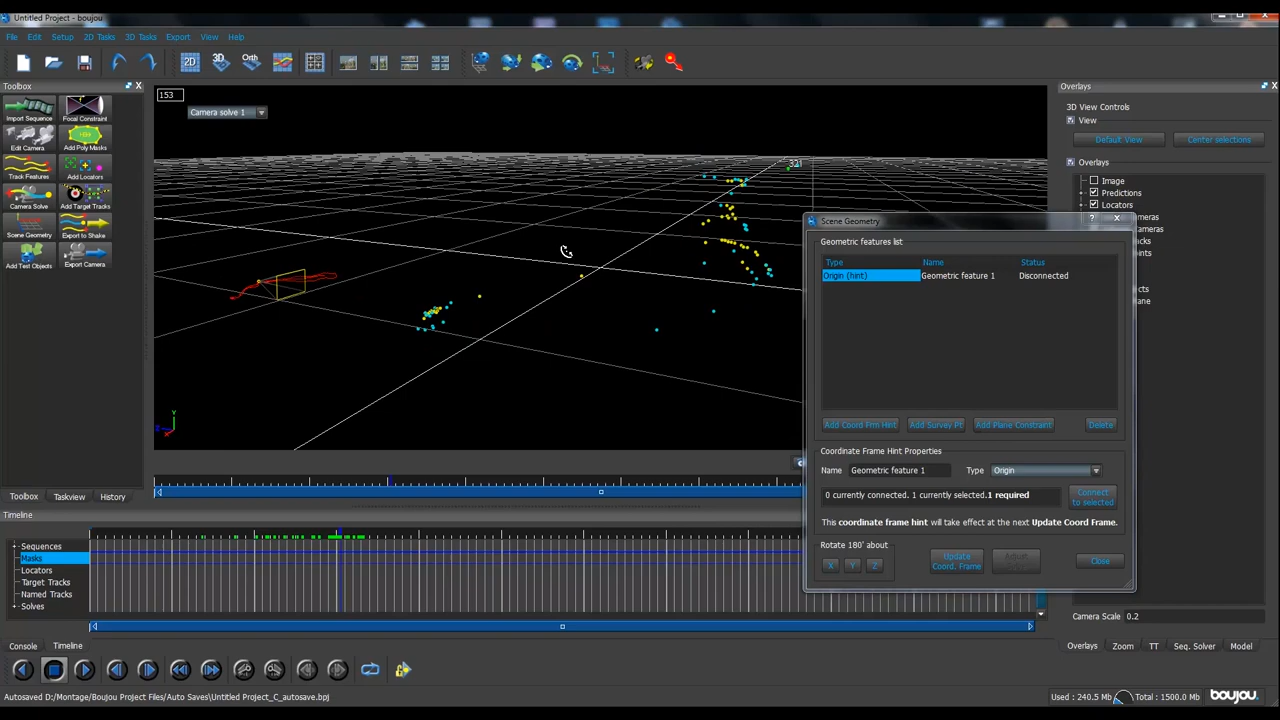 Untitled Project - boujou
File Edit Setup 2D Tasks 3D Tasks Export View Help
2D 3D Orth
Toolbox
Import Sequence Focal Constraint
Edit Camera Add Poly Masks
Track Features Add Locators
Camera Solve Add Target Tracks
Scene Geometry Export to Shake
Add Test Objects Export Camera
153
Camera solve 1
321
Y
Z
Overlays
3D View Controls
View
Default View Center selections
Overlays
Image
Predictions
Locators
ameras
Scene Geometry
Geometric features list
Type Name Status
Origin (hint) Geometric feature 1 Disconnected
Add Coord Frm Hint Add Survey Pt Add Plane Constraint Delete
Coordinate Frame Hint Properties
Name Geometric feature 1 Type Origin
0 currently connected. 1 currently selected.1 required
Connect to selected
This coordinate frame hint will take effect at the next Update Coord Frame.
Rotate 180° about
X Y Z
Update Coord. Frame
Adjust
Close
Toolbox Taskview History
Timeline
Sequences
Masks
Locators
Target Tracks
Named Tracks
Solves
Camera Scale 0.2
Console Timeline
Overlays Zoom TT Seq. Solver Model
Autosaved D:/Montage/Boujou Project Files/Auto Saves/Untitled Project_C_autosave.bpj
Used : 240.5 Mb Total : 1500.0 Mb boujou